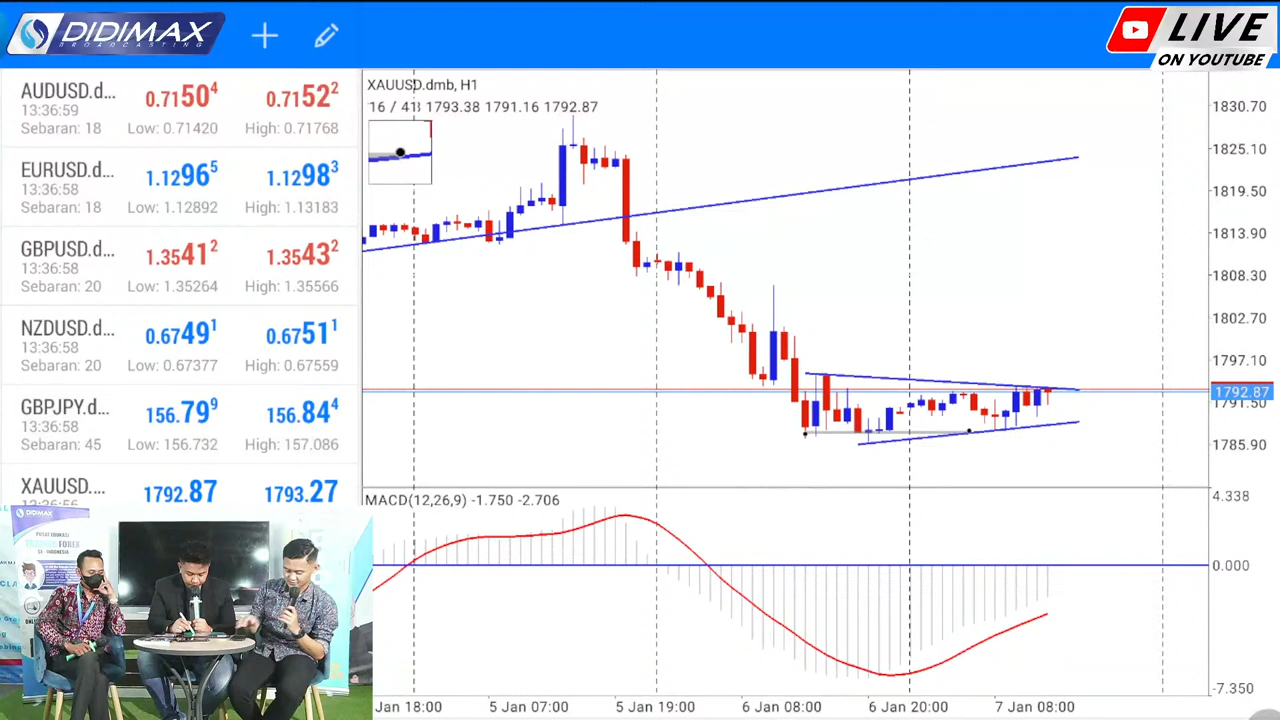 DIDIMAX
BROADCASTING
LIVE
ON YOUTUBE
AUDUSD.d...
13:36:59
Sebaran: 18
0.71504
Low: 0.71420
0.71522
High: 0.71768
EURUSD.d...
13:36:58
Sebaran: 18
1.12965
Low: 1.12892
1.12983
High: 1.13183
GBPUSD.d...
13:36:58
Sebaran: 20
1.35412
Low: 1.35264
1.35432
High: 1.35566
NZDUSD.d...
13:36:58
Sebaran: 20
0.67491
Low: 0.67377
0.67511
High: 0.67559
GBPJPY.d...
13:36:58
Sebaran: 45
156.799
Low: 156.732
156.844
High: 157.086
XAUUSD....
1792.87
1793.27
XAUUSD.dmb, H1
16 / 41 1793.38 1791.16 1792.87
1830.70
1825.10
1819.50
1813.90
1808.30
1802.70
1797.10
1792.87
1791.50
1785.90
MACD(12,26,9) -1.750 -2.706
4.338
0.000
-7.350
Jan 18:00
5 Jan 07:00
5 Jan 19:00
6 Jan 08:00
6 Jan 20:00
7 Jan 08:00
DIDIMAX
PUSAT EDUKASI
FOREX